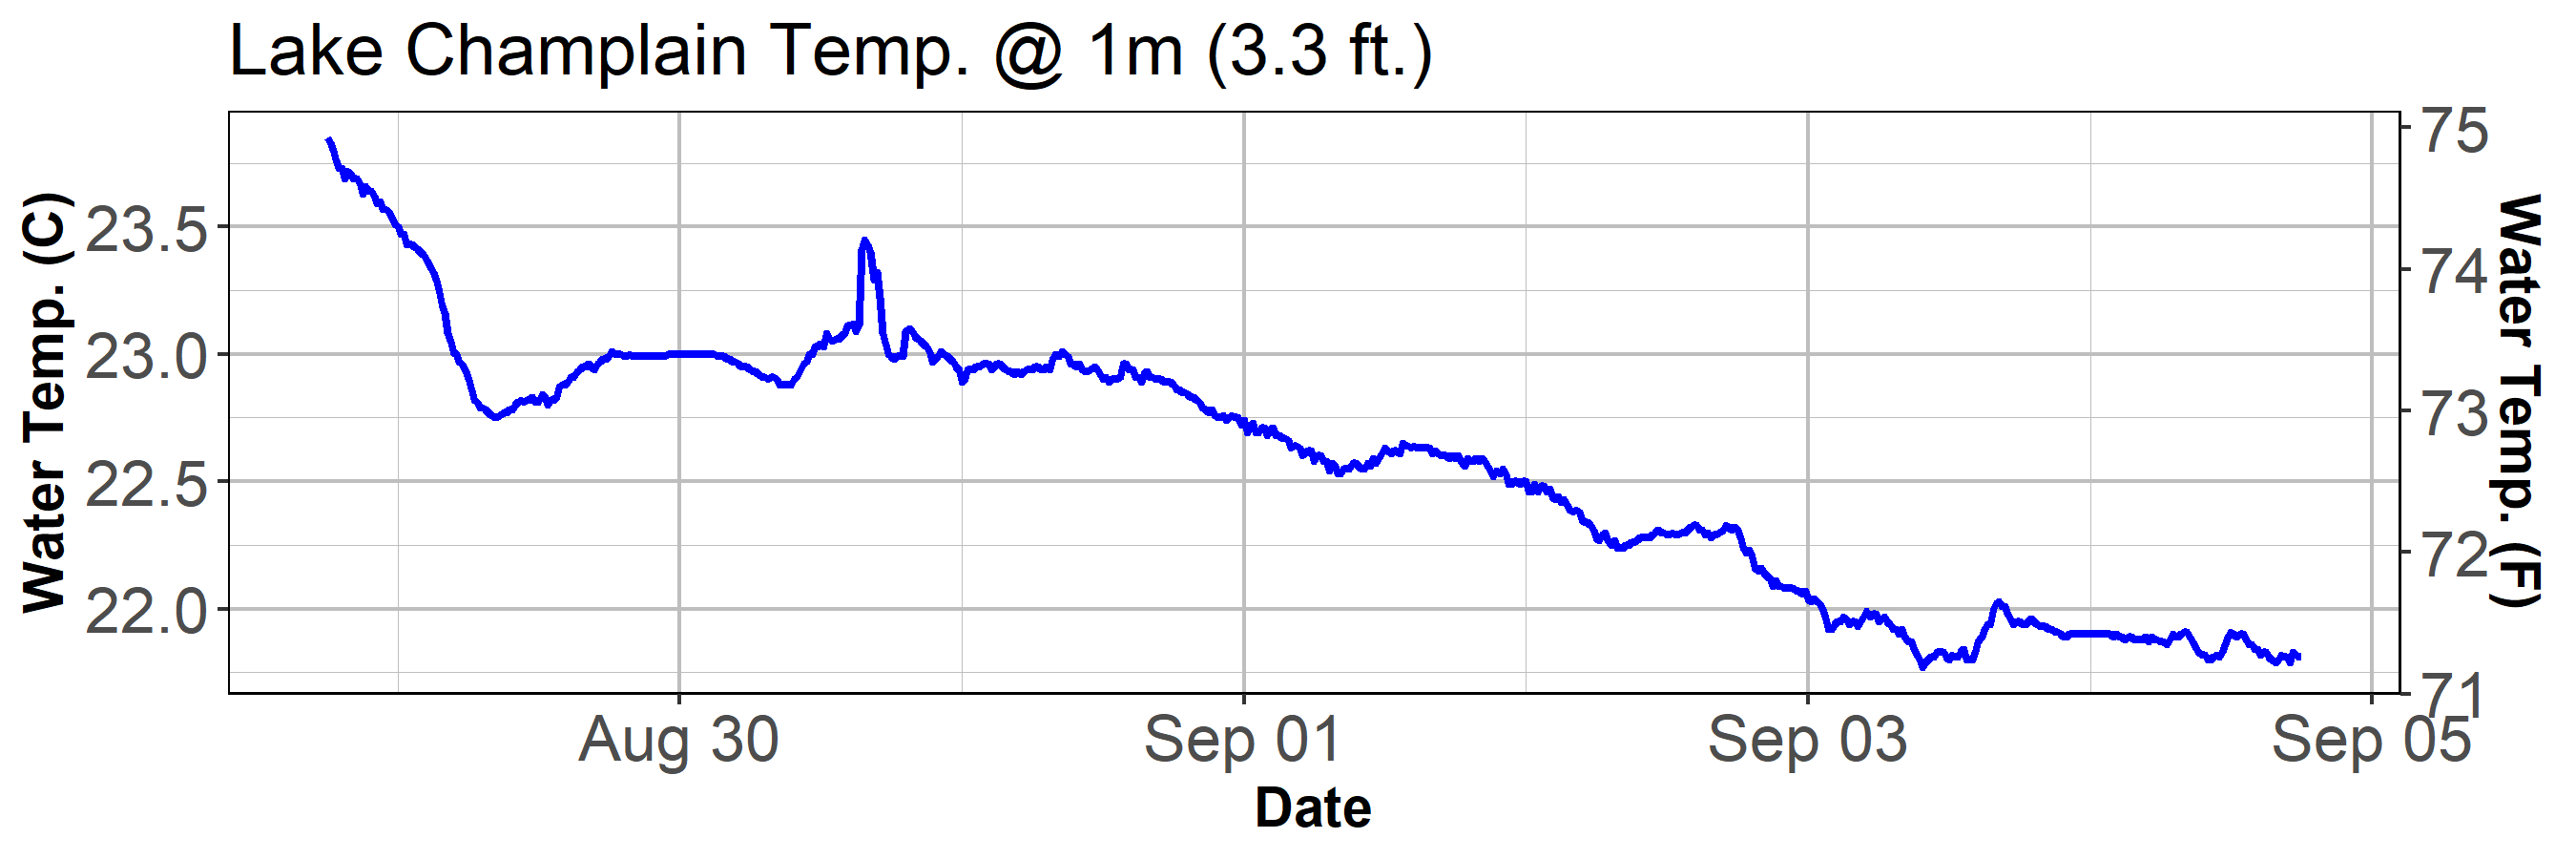 Lake Champlain Temp. @ 1m (3.3 ft.)
Water Temp. (C)
23.5
23.0
22.5
22.0
75
74
73
72
71
Water Temp. (F)
Aug 30 Sep 01 Sep 03 Sep 05
Date